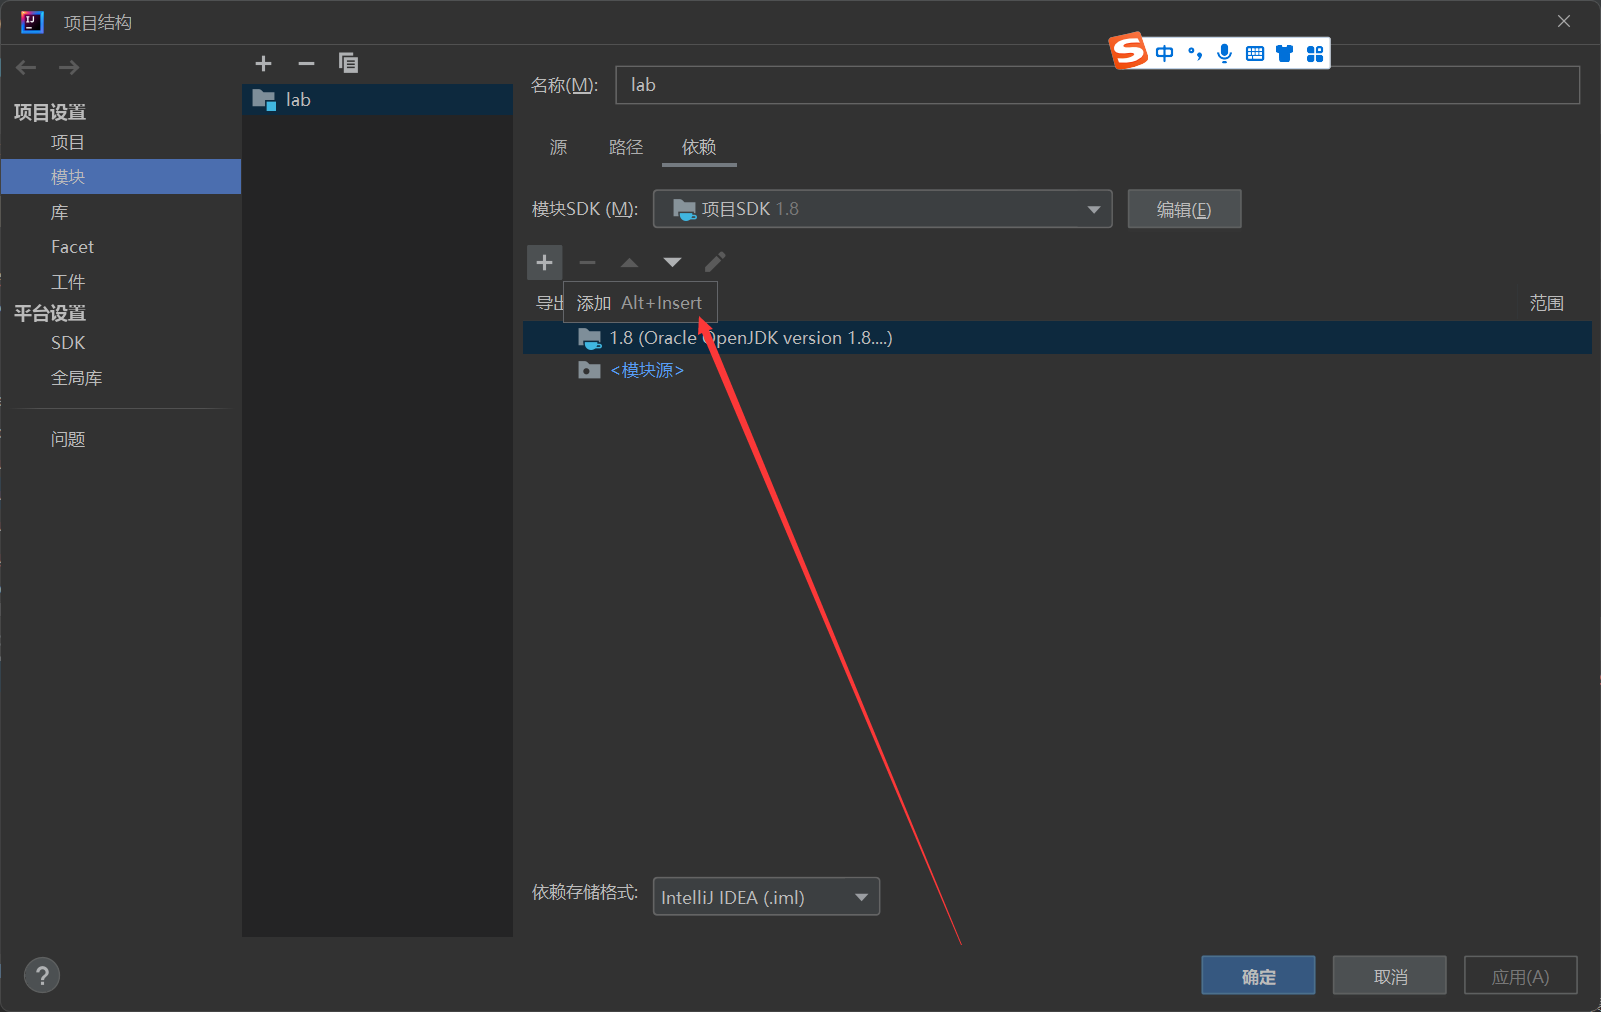 项目结构
中
名称(M):
lab
lab
项目设置
项目
模块
库
Facet
工件
平台设置
SDK
全局库
问题
源
路径
依赖
模块SDK (M):
项目SDK 1.8
编辑(E)
导出
添加 Alt+Insert
范围
1.8 (Oracle OpenJDK version 1.8....)
<模块源>
依赖存储格式:
IntelliJ IDEA (.iml)
?
确定
取消
应用(A)